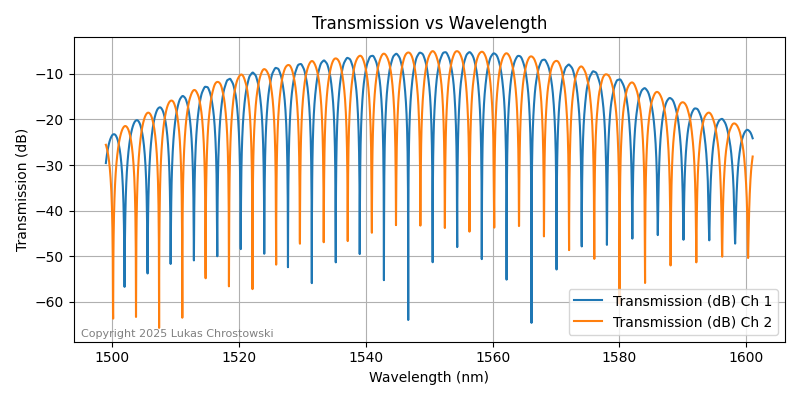 Transmission vs Wavelength
Transmission (dB)
−10
−20
−30
−40
−50
−60
Copyright 2025 Lukas Chrostowski
Transmission (dB) Ch 1
Transmission (dB) Ch 2
1500 1520 1540 1560 1580 1600
Wavelength (nm)